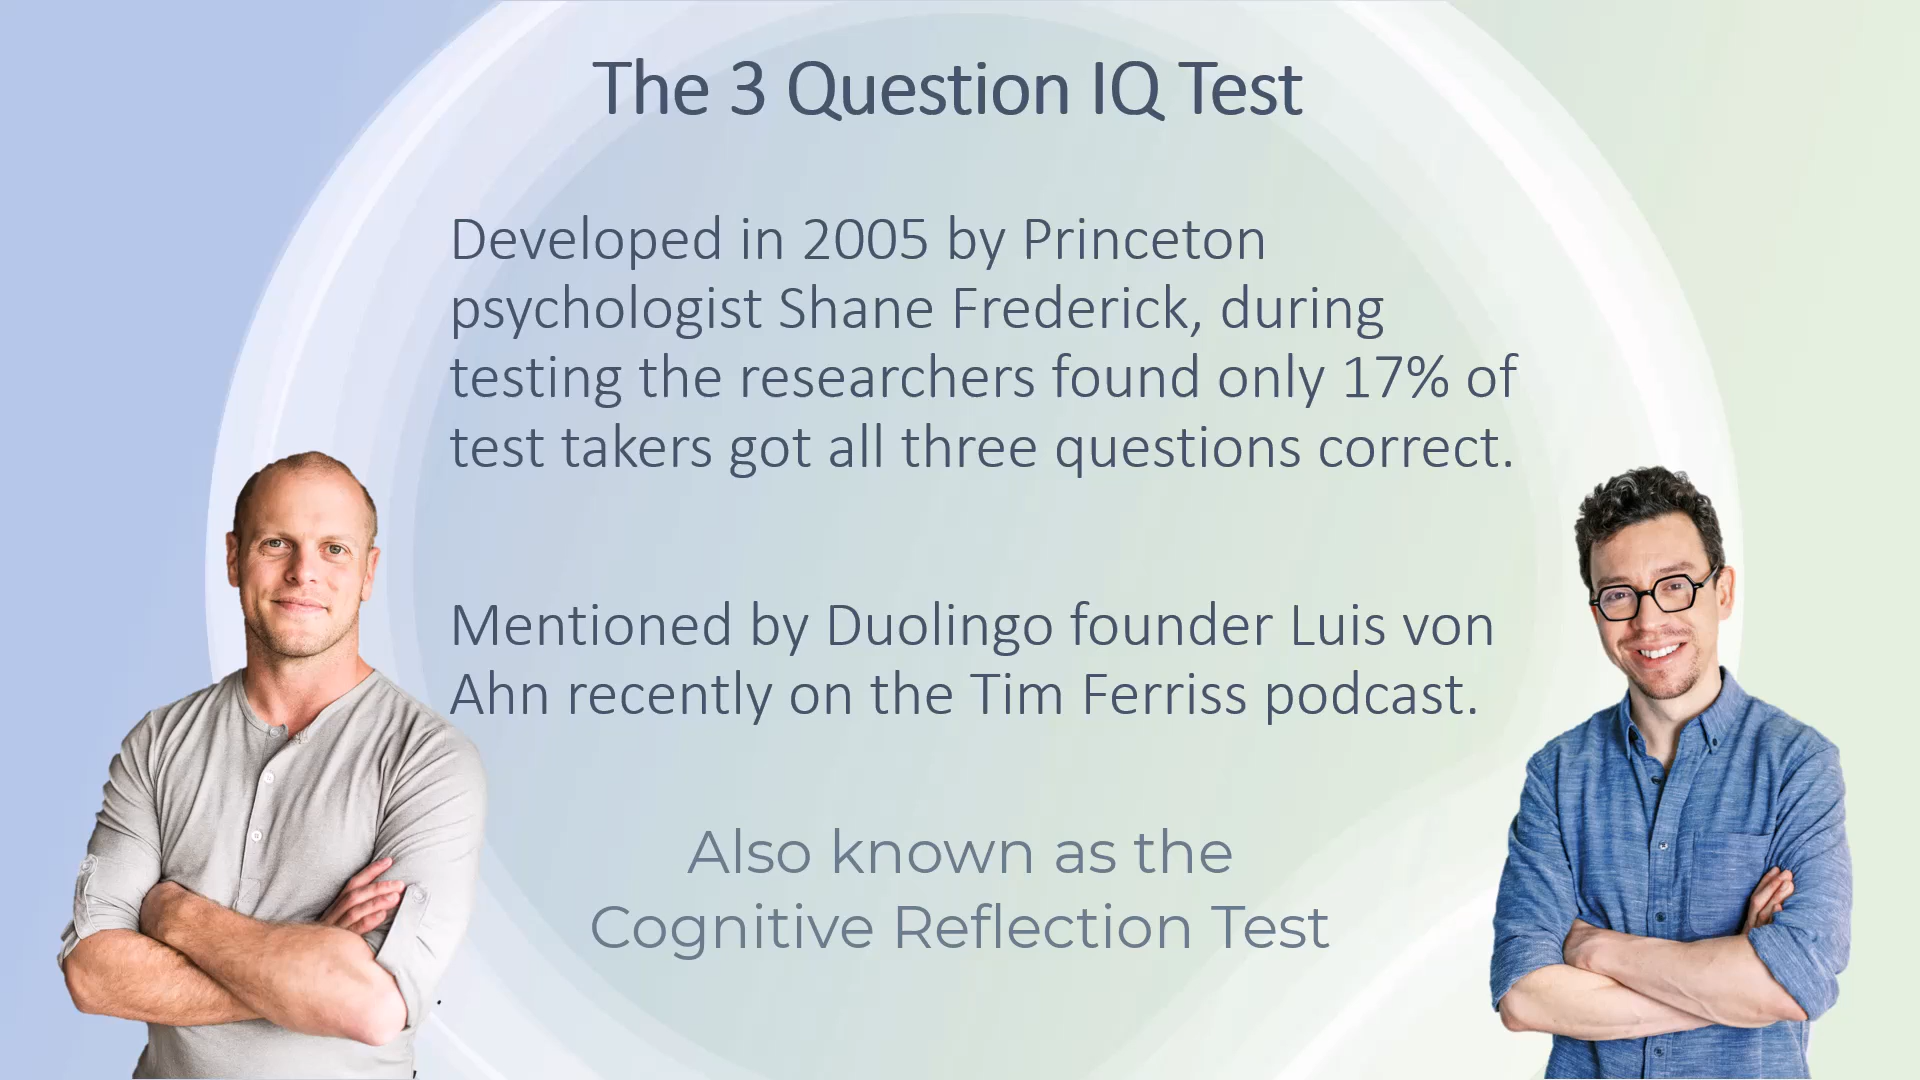 The 3 Question IQ Test
Developed in 2005 by Princeton
psychologist Shane Frederick, during
testing the researchers found only 17% of
test takers got all three questions correct.
Mentioned by Duolingo founder Luis von
Ahn recently on the Tim Ferriss podcast.
Also known as the
Cognitive Reflection Test